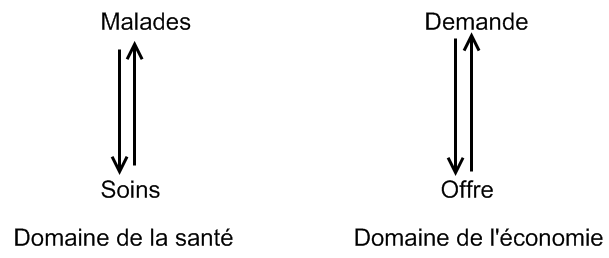 Malades
Demande
Soins
Offre
Domaine de la santé
Domaine de l'économie